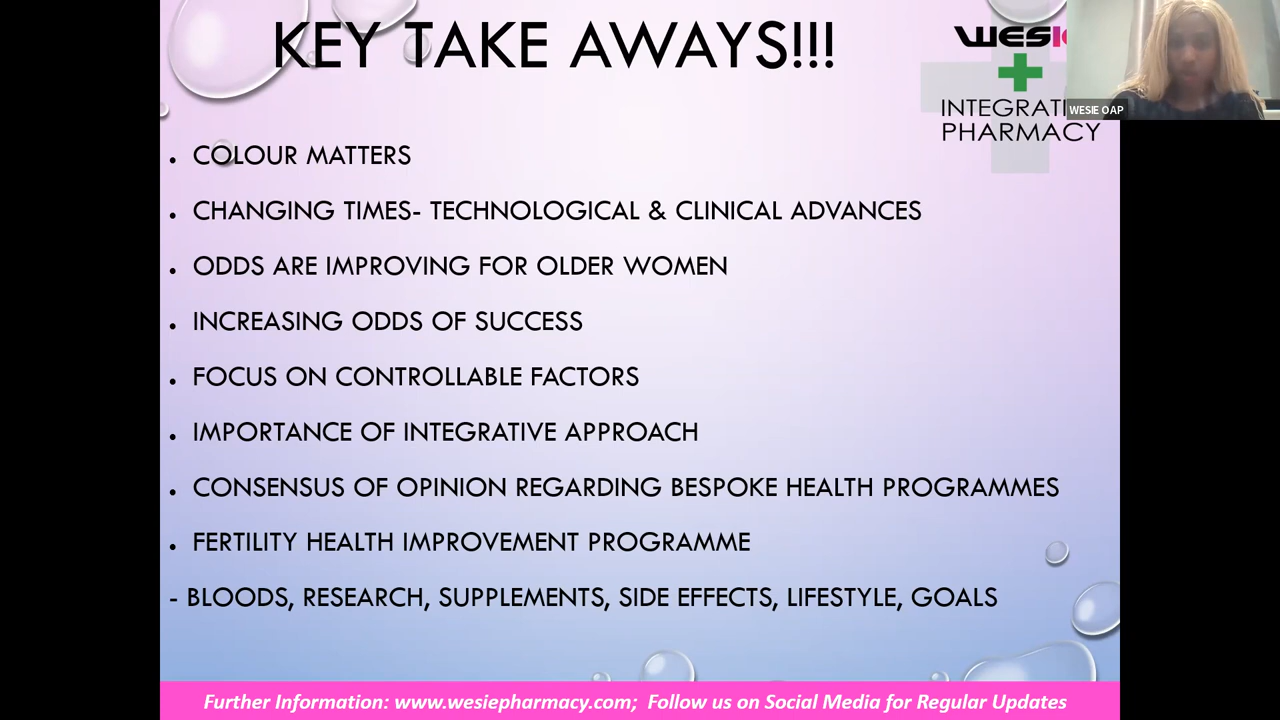 KEY TAKE AWAYS!!!
WESI
INTEGRATI
PHARMACY
WESIE OAP
• COLOUR MATTERS
• CHANGING TIMES- TECHNOLOGICAL & CLINICAL ADVANCES
• ODDS ARE IMPROVING FOR OLDER WOMEN
• INCREASING ODDS OF SUCCESS
• FOCUS ON CONTROLLABLE FACTORS
• IMPORTANCE OF INTEGRATIVE APPROACH
• CONSENSUS OF OPINION REGARDING BESPOKE HEALTH PROGRAMMES
• FERTILITY HEALTH IMPROVEMENT PROGRAMME
- BLOODS, RESEARCH, SUPPLEMENTS, SIDE EFFECTS, LIFESTYLE, GOALS
Further Information: www.wesiepharmacy.com; Follow us on Social Media for Regular Updates